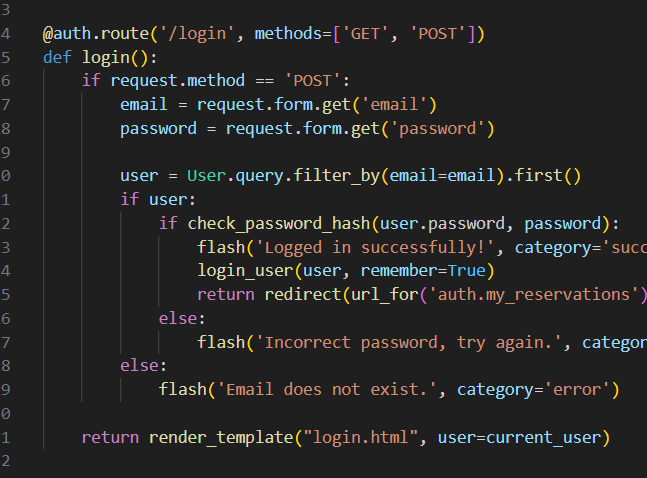 3
4 @auth.route('/login', methods=['GET', 'POST'])
5 def login():
6 if request.method == 'POST':
7 email = request.form.get('email')
8 password = request.form.get('password')
9
0 user = User.query.filter_by(email=email).first()
1 if user:
2 if check_password_hash(user.password, password):
3 flash('Logged in successfully!', category='succ
4 login_user(user, remember=True)
5 return redirect(url_for('auth.my_reservations')
6 else:
7 flash('Incorrect password, try again.', categor
8 else:
9 flash('Email does not exist.', category='error')
0
1 return render_template("login.html", user=current_user)
2